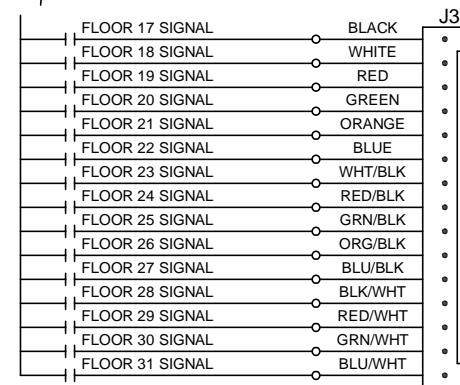 J3
FLOOR 17 SIGNAL BLACK
FLOOR 18 SIGNAL WHITE
FLOOR 19 SIGNAL RED
FLOOR 20 SIGNAL GREEN
FLOOR 21 SIGNAL ORANGE
FLOOR 22 SIGNAL BLUE
FLOOR 23 SIGNAL WHT/BLK
FLOOR 24 SIGNAL RED/BLK
FLOOR 25 SIGNAL GRN/BLK
FLOOR 26 SIGNAL ORG/BLK
FLOOR 27 SIGNAL BLU/BLK
FLOOR 28 SIGNAL BLK/WHT
FLOOR 29 SIGNAL RED/WHT
FLOOR 30 SIGNAL GRN/WHT
FLOOR 31 SIGNAL BLU/WHT